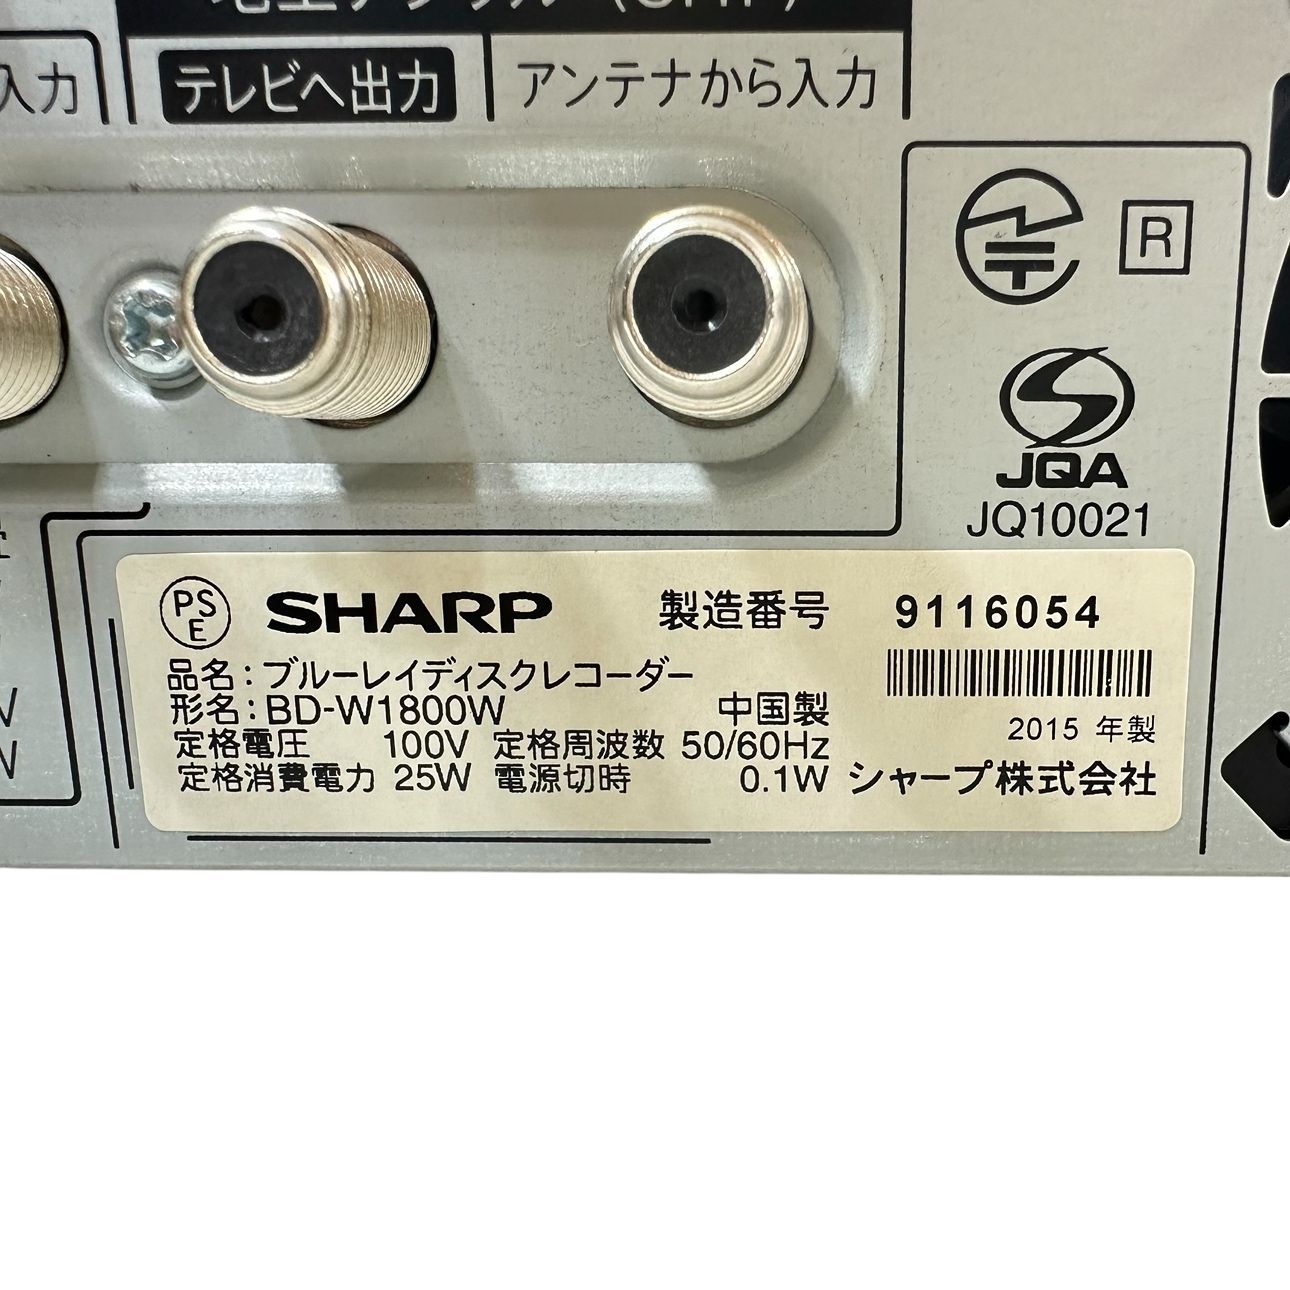 入力
テレビへ出力
アンテナから入力
R
JQA
JQ10021
PS
E
SHARP
製造番号 9116054
品名:ブルーレイディスクレコーダー
形名:BD-W1800W 中国製
2015 年製
定格電圧 100V 定格周波数 50/60Hz
定格消費電力 25W 電源切時 0.1W シャープ株式会社